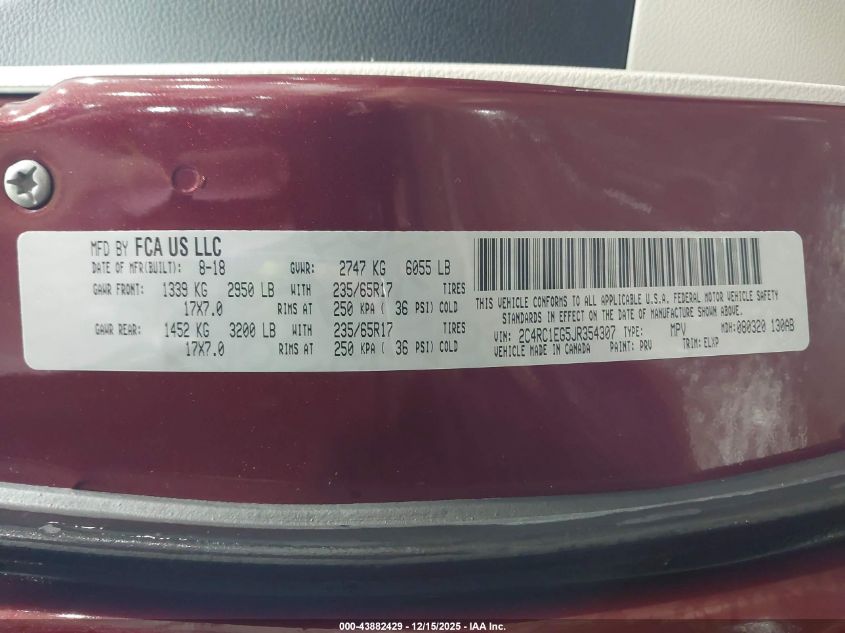 MFD BY FCA US LLC
DATE OF MFR(BUILT): 8-18 GVWR: 2747 KG 6055 LB
GAWR FRONT: 1339 KG 2950 LB WITH 235/65R17 TIRES
17X7.0 RIMS AT 250 KPA ( 36 PSI) COLD
GAWR REAR: 1452 KG 3200 LB WITH 235/65R17 TIRES
17X7.0 RIMS AT 250 KPA ( 36 PSI) COLD
THIS VEHICLE CONFORMS TO ALL APPLICABLE U.S.A. FEDERAL MOTOR VEHICLE SAFETY
STANDARDS IN EFFECT ON THE DATE OF MANUFACTURE SHOWN ABOVE.
VIN: 2C4RC1EG5JR354307 TYPE: MPV MDH: 080320 130AB
VEHICLE MADE IN CANADA PAINT: PRV TRIM: ELXP
000-43882429 - 12/15/2025 - IAA Inc.